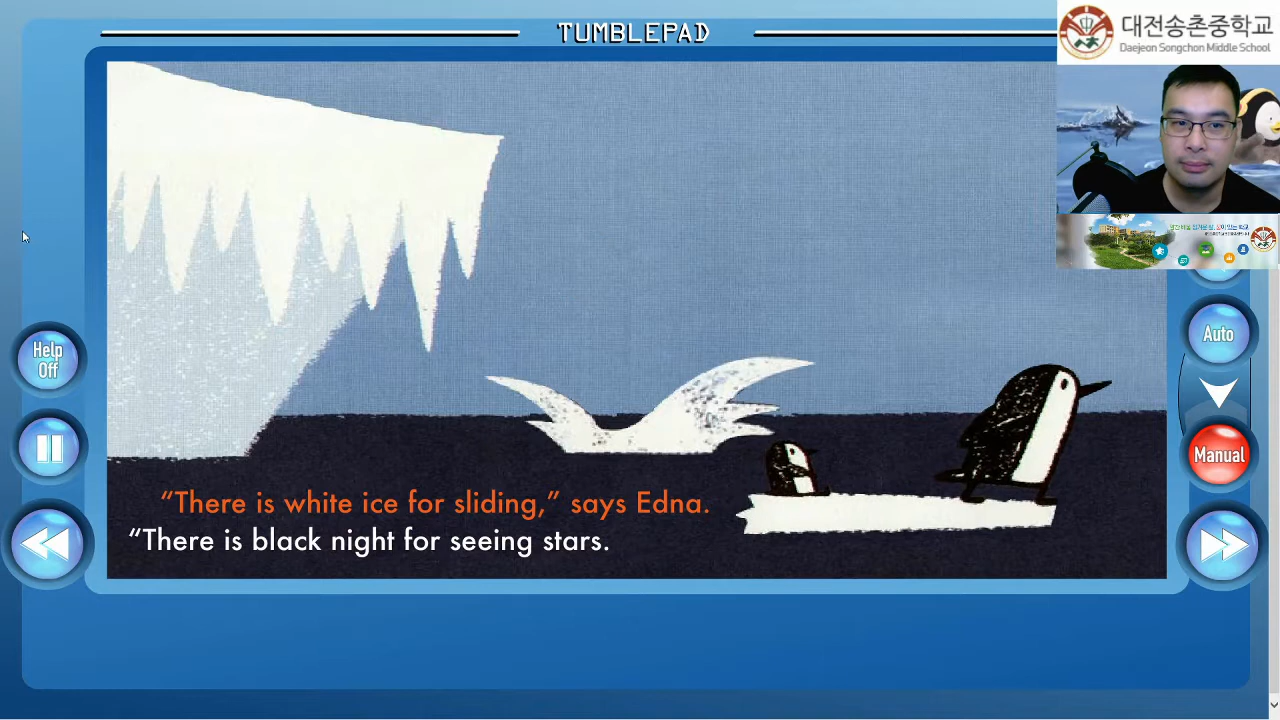 TUMBLEPAD
대전송촌중학교
Daejeon Songchon Middle School
Help
Off
Auto
Manual
“There is white ice for sliding,” says Edna.
“There is black night for seeing stars.